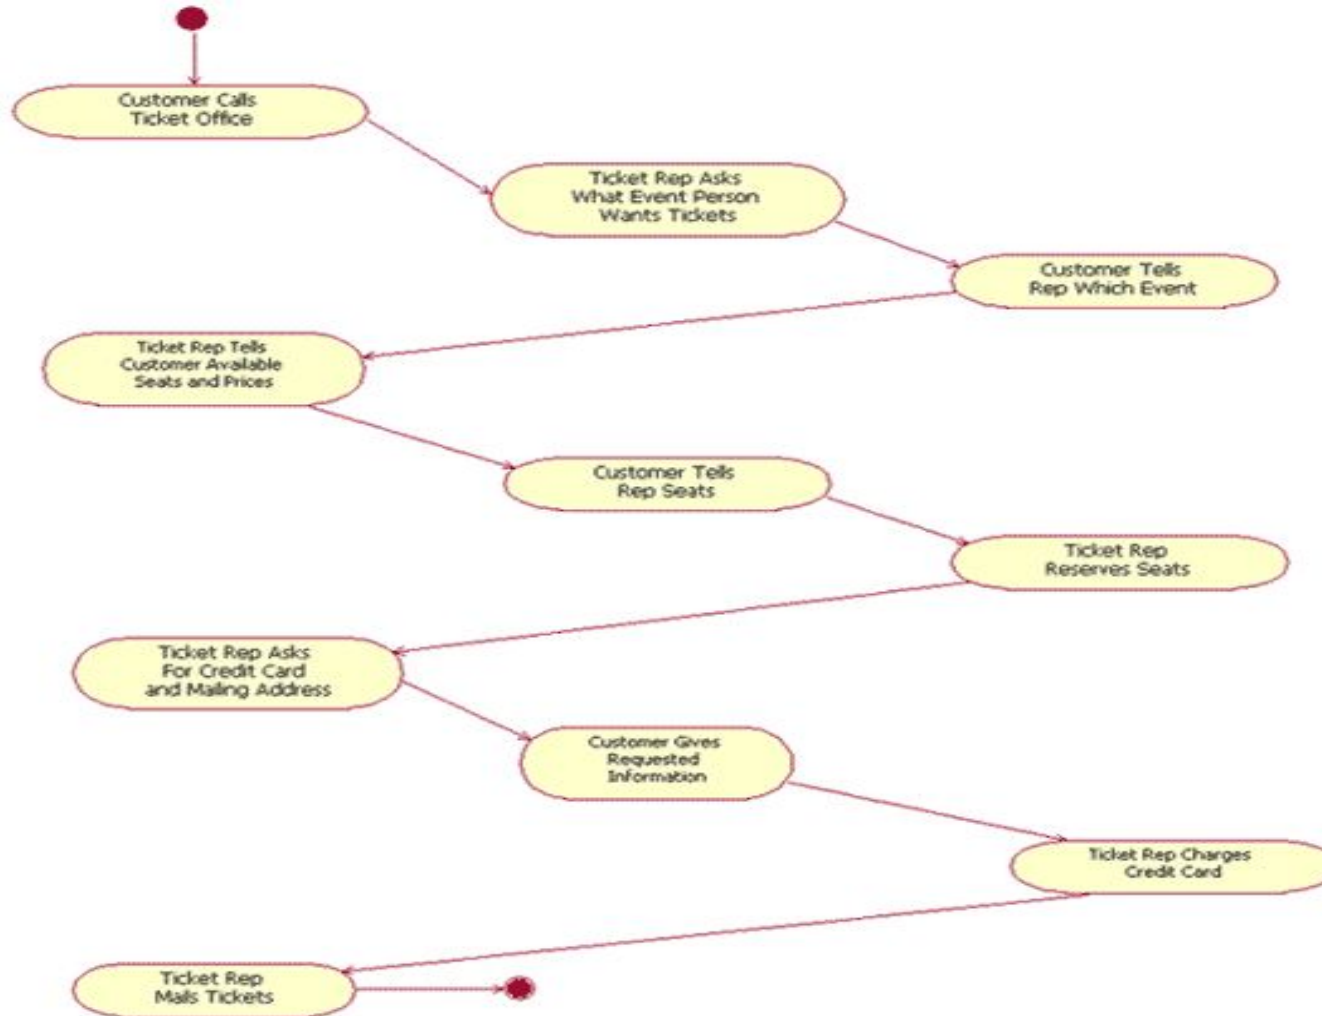 Customer Calls
Ticket Office
Ticket Rep Asks
What Event Person
Wants Tickets
Customer Tells
Rep Which Event
Ticket Rep Tells
Customer Available
Seats and Prices
Customer Tells
Rep Seats
Ticket Rep
Reserves Seats
Ticket Rep Asks
For Credit Card
and Mailing Address
Customer Gives
Requested
Information
Ticket Rep Charges
Credit Card
Ticket Rep
Mails Tickets